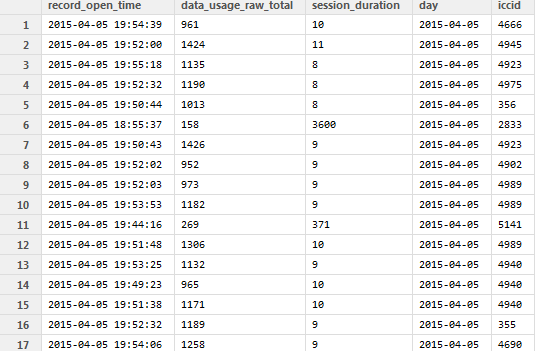 record_open_time data_usage_raw_total session_duration day iccid
1 2015-04-05 19:54:39 961 10 2015-04-05 4666
2 2015-04-05 19:52:00 1424 11 2015-04-05 4945
3 2015-04-05 19:55:18 1135 8 2015-04-05 4923
4 2015-04-05 19:52:32 1190 8 2015-04-05 4975
5 2015-04-05 19:50:44 1013 8 2015-04-05 356
6 2015-04-05 18:55:37 158 3600 2015-04-05 2833
7 2015-04-05 19:50:43 1426 9 2015-04-05 4923
8 2015-04-05 19:52:02 952 9 2015-04-05 4902
9 2015-04-05 19:52:03 973 9 2015-04-05 4989
10 2015-04-05 19:53:53 1182 9 2015-04-05 4989
11 2015-04-05 19:44:16 269 371 2015-04-05 5141
12 2015-04-05 19:51:48 1306 10 2015-04-05 4989
13 2015-04-05 19:53:25 1132 9 2015-04-05 4940
14 2015-04-05 19:49:23 965 10 2015-04-05 4940
15 2015-04-05 19:51:38 1171 10 2015-04-05 4940
16 2015-04-05 19:52:32 1189 9 2015-04-05 355
17 2015-04-05 19:54:06 1258 9 2015-04-05 4690